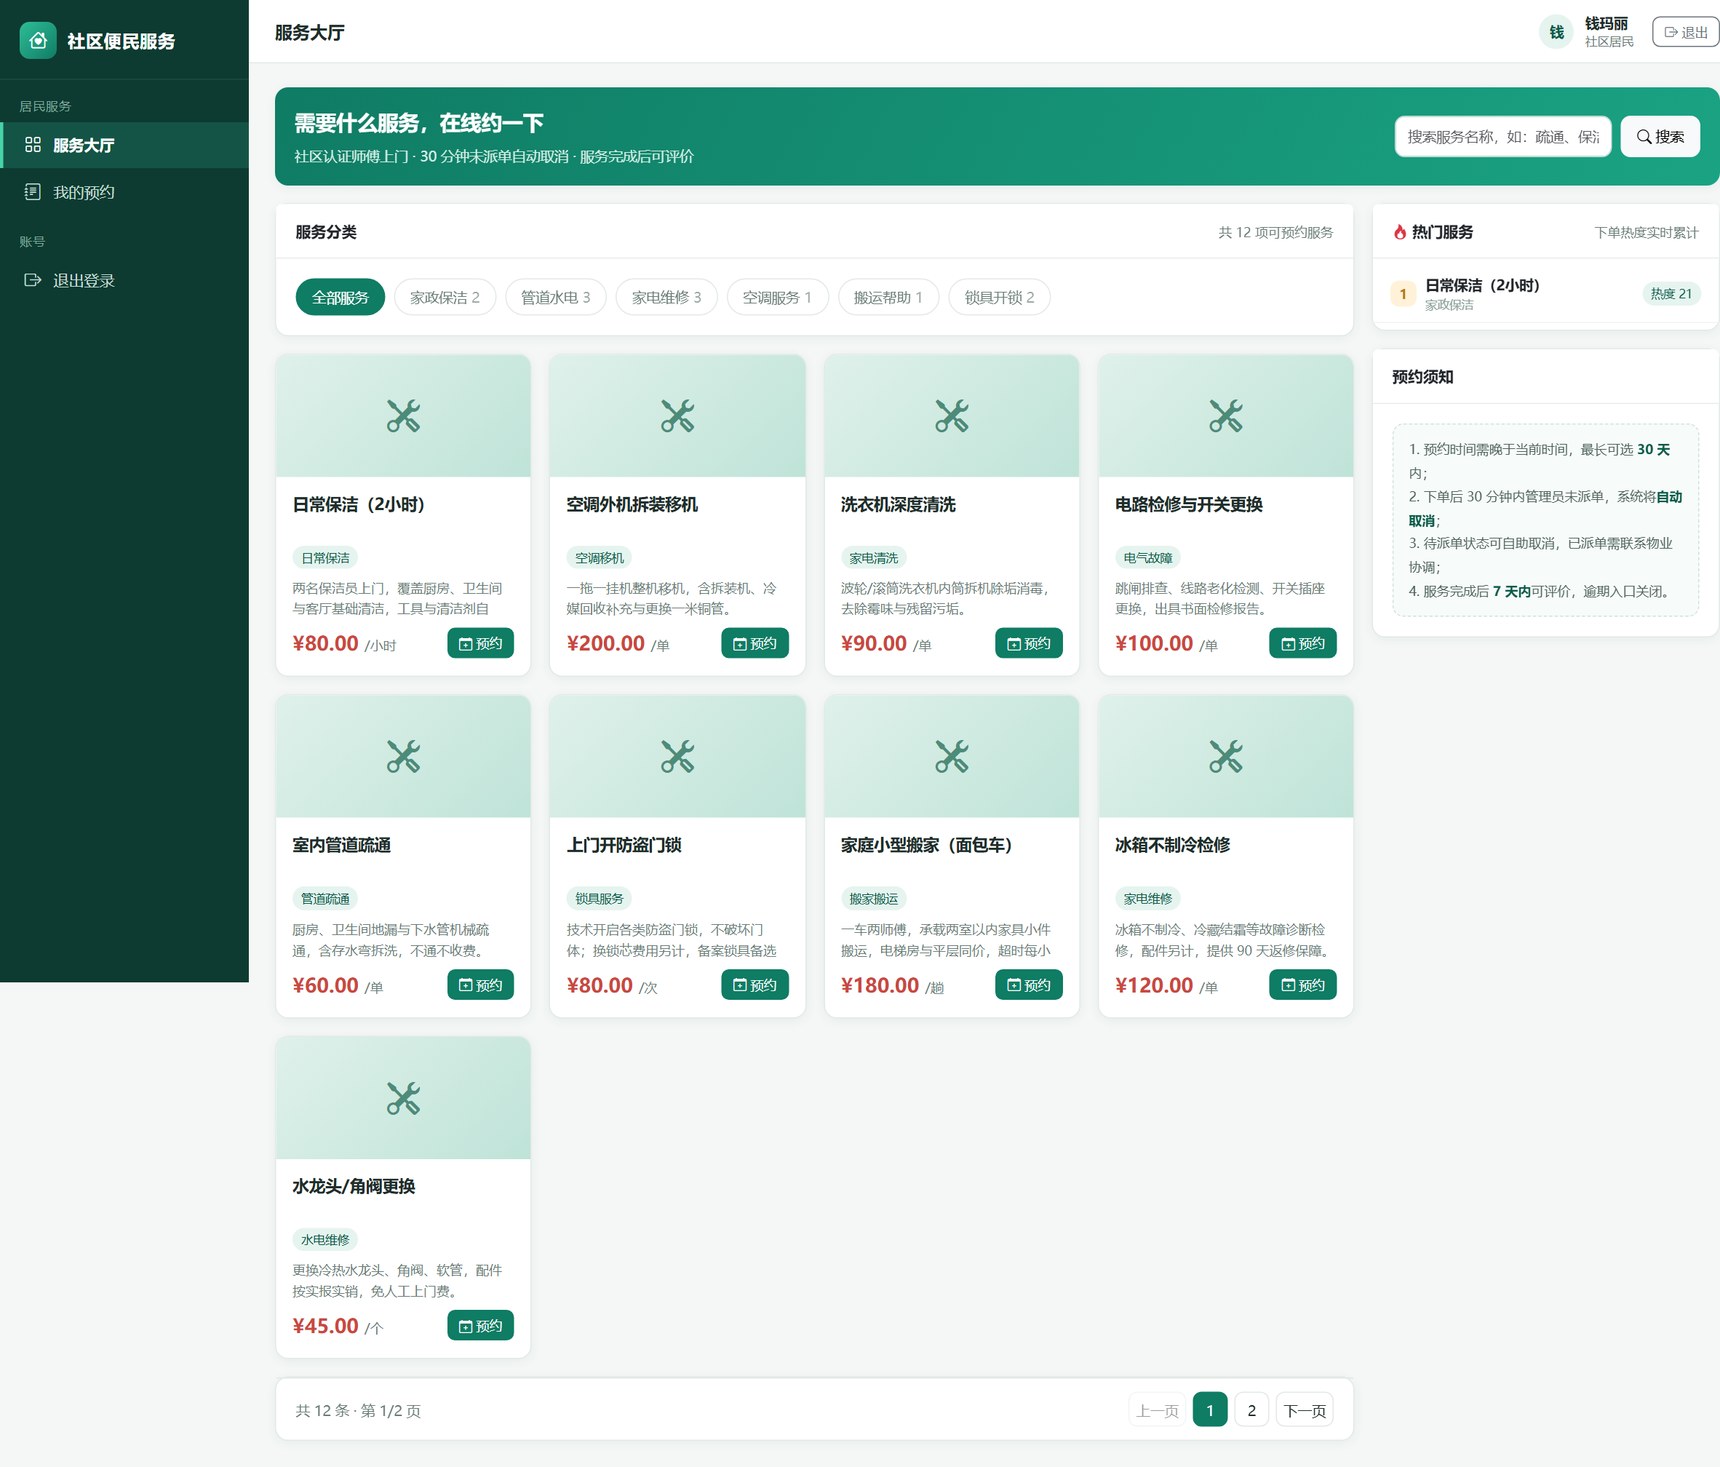 社区便民服务
居民服务
服务大厅
我的预约
账号
退出登录
服务大厅
钱
钱玛丽
社区居民
退出
需要什么服务，在线约一下
社区认证师傅上门 · 30 分钟未派单自动取消 · 服务完成后可评价
搜索服务名称，如：疏通、保洁
搜索
服务分类
共 12 项可预约服务
全部服务
家政保洁 2
管道水电 3
家电维修 3
空调服务 1
搬运帮助 1
锁具开锁 2
日常保洁（2小时）
日常保洁
两名保洁员上门，覆盖厨房、卫生间
与客厅基础清洁，工具与清洁剂自
¥80.00 /小时
预约
空调外机拆装移机
空调移机
一拖一挂机整机移机，含拆装机、冷
媒回收补充与更换一米铜管。
¥200.00 /单
预约
洗衣机深度清洗
家电清洗
波轮/滚筒洗衣机内筒拆机除垢消毒，
去除霉味与残留污垢。
¥90.00 /单
预约
电路检修与开关更换
电气故障
跳闸排查、线路老化检测、开关插座
更换，出具书面检修报告。
¥100.00 /单
预约
室内管道疏通
管道疏通
厨房、卫生间地漏与下水管机械疏
通，含存水弯拆洗，不通不收费。
¥60.00 /单
预约
上门开防盗门锁
锁具服务
技术开启各类防盗门锁，不破坏门
体；换锁芯费用另计，备案锁具备选
¥80.00 /次
预约
家庭小型搬家（面包车）
搬家搬运
一车两师傅，承载两室以内家具小件
搬运，电梯房与平层同价，超时每小
¥180.00 /趟
预约
冰箱不制冷检修
家电维修
冰箱不制冷、冷藏结霜等故障诊断检
修，配件另计，提供 90 天返修保障。
¥120.00 /单
预约
水龙头/角阀更换
水电维修
更换冷热水龙头、角阀、软管，配件
按实报实销，免人工上门费。
¥45.00 /个
预约
共 12 条 · 第 1/2 页
上一页
1
2
下一页
热门服务
下单热度实时累计
1
日常保洁（2小时）
家政保洁
热度 21
预约须知
1. 预约时间需晚于当前时间，最长可选 30 天
内；
2. 下单后 30 分钟内管理员未派单，系统将自动
取消；
3. 待派单状态可自助取消，已派单需联系物业
协调；
4. 服务完成后 7 天内可评价，逾期入口关闭。